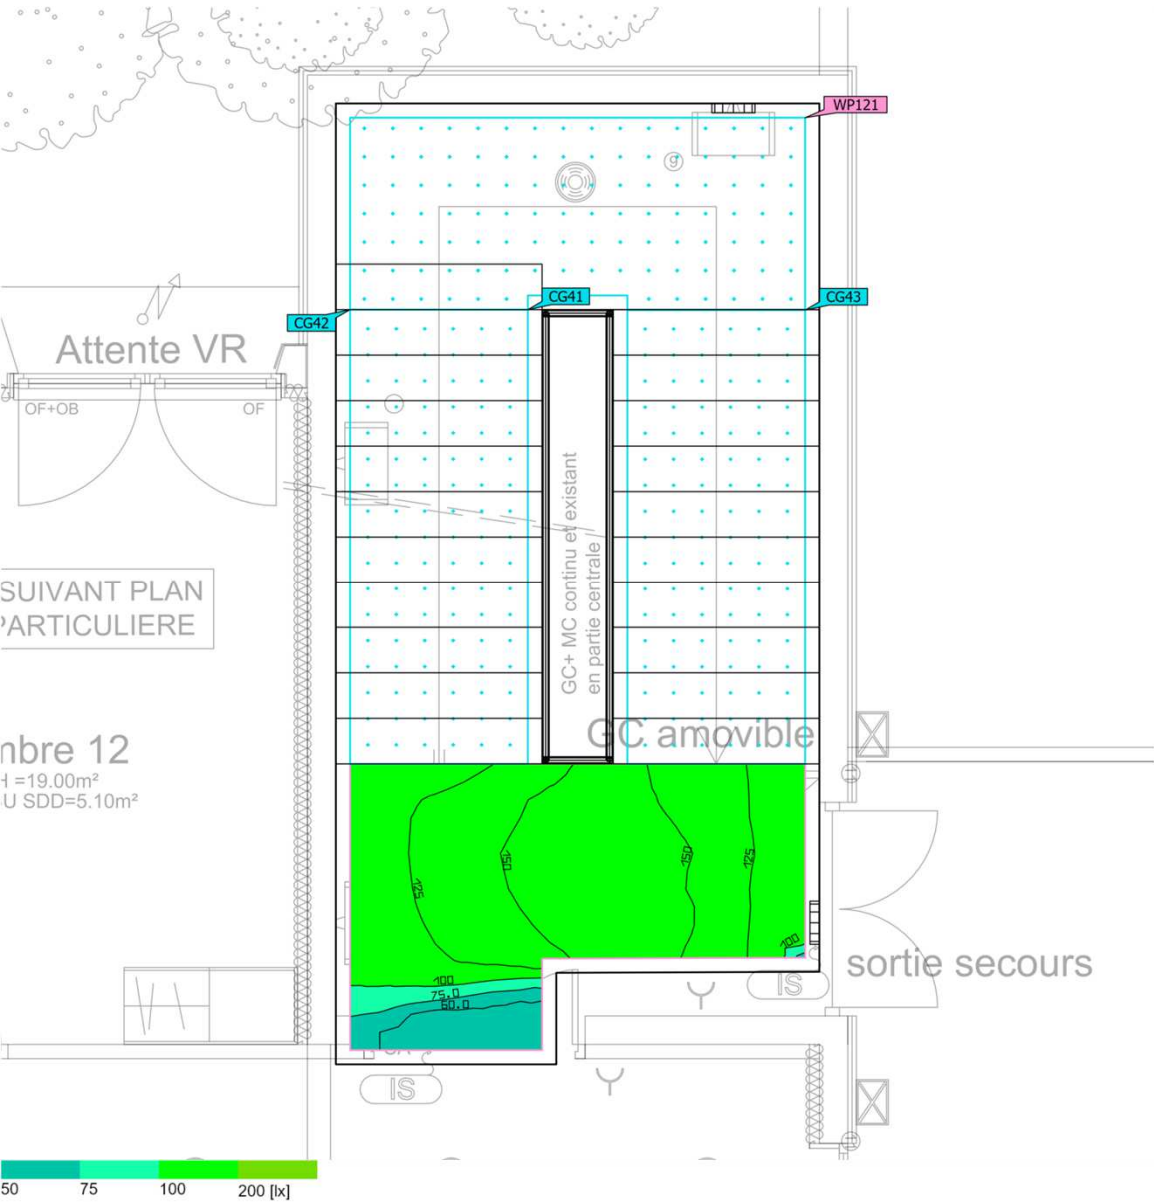 WP121
9
CG41
CG43
CG42
Attente VR
OF+OB
OF
GC+ MC continu et existant
en partie centrale
SUIVANT PLAN
PARTICULIERE
GC amovible
mbre 12
H =19.00m²
U SDD=5.10m²
125
150
150
125
100
100
75.0
60.0
sortie secours
IS
IS
50
75
100
200 [lx]